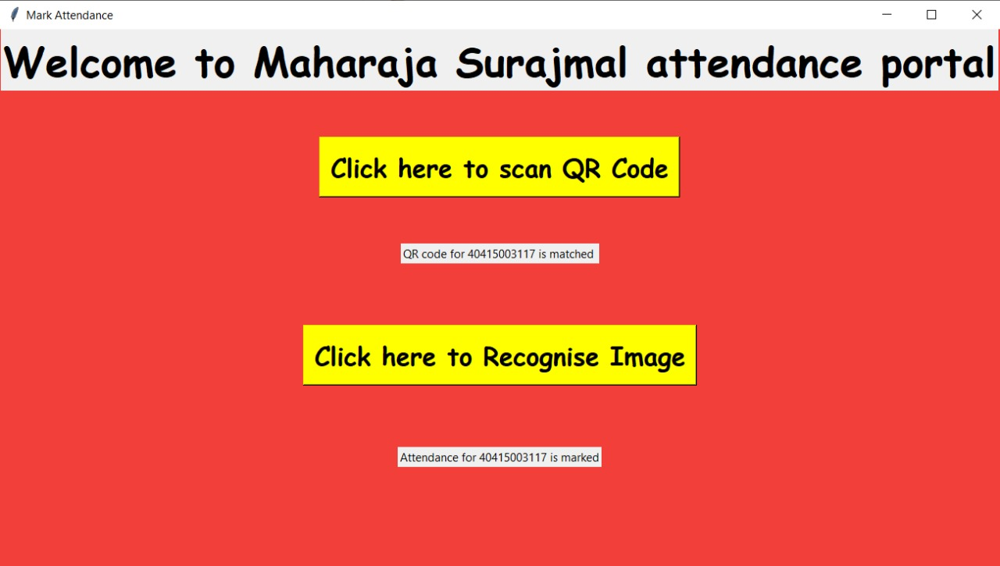 Mark Attendance
Welcome to Maharaja Surajmal attendance portal
Click here to scan QR Code
QR code for 40415003117 is matched
Click here to Recognise Image
Attendance for 40415003117 is marked